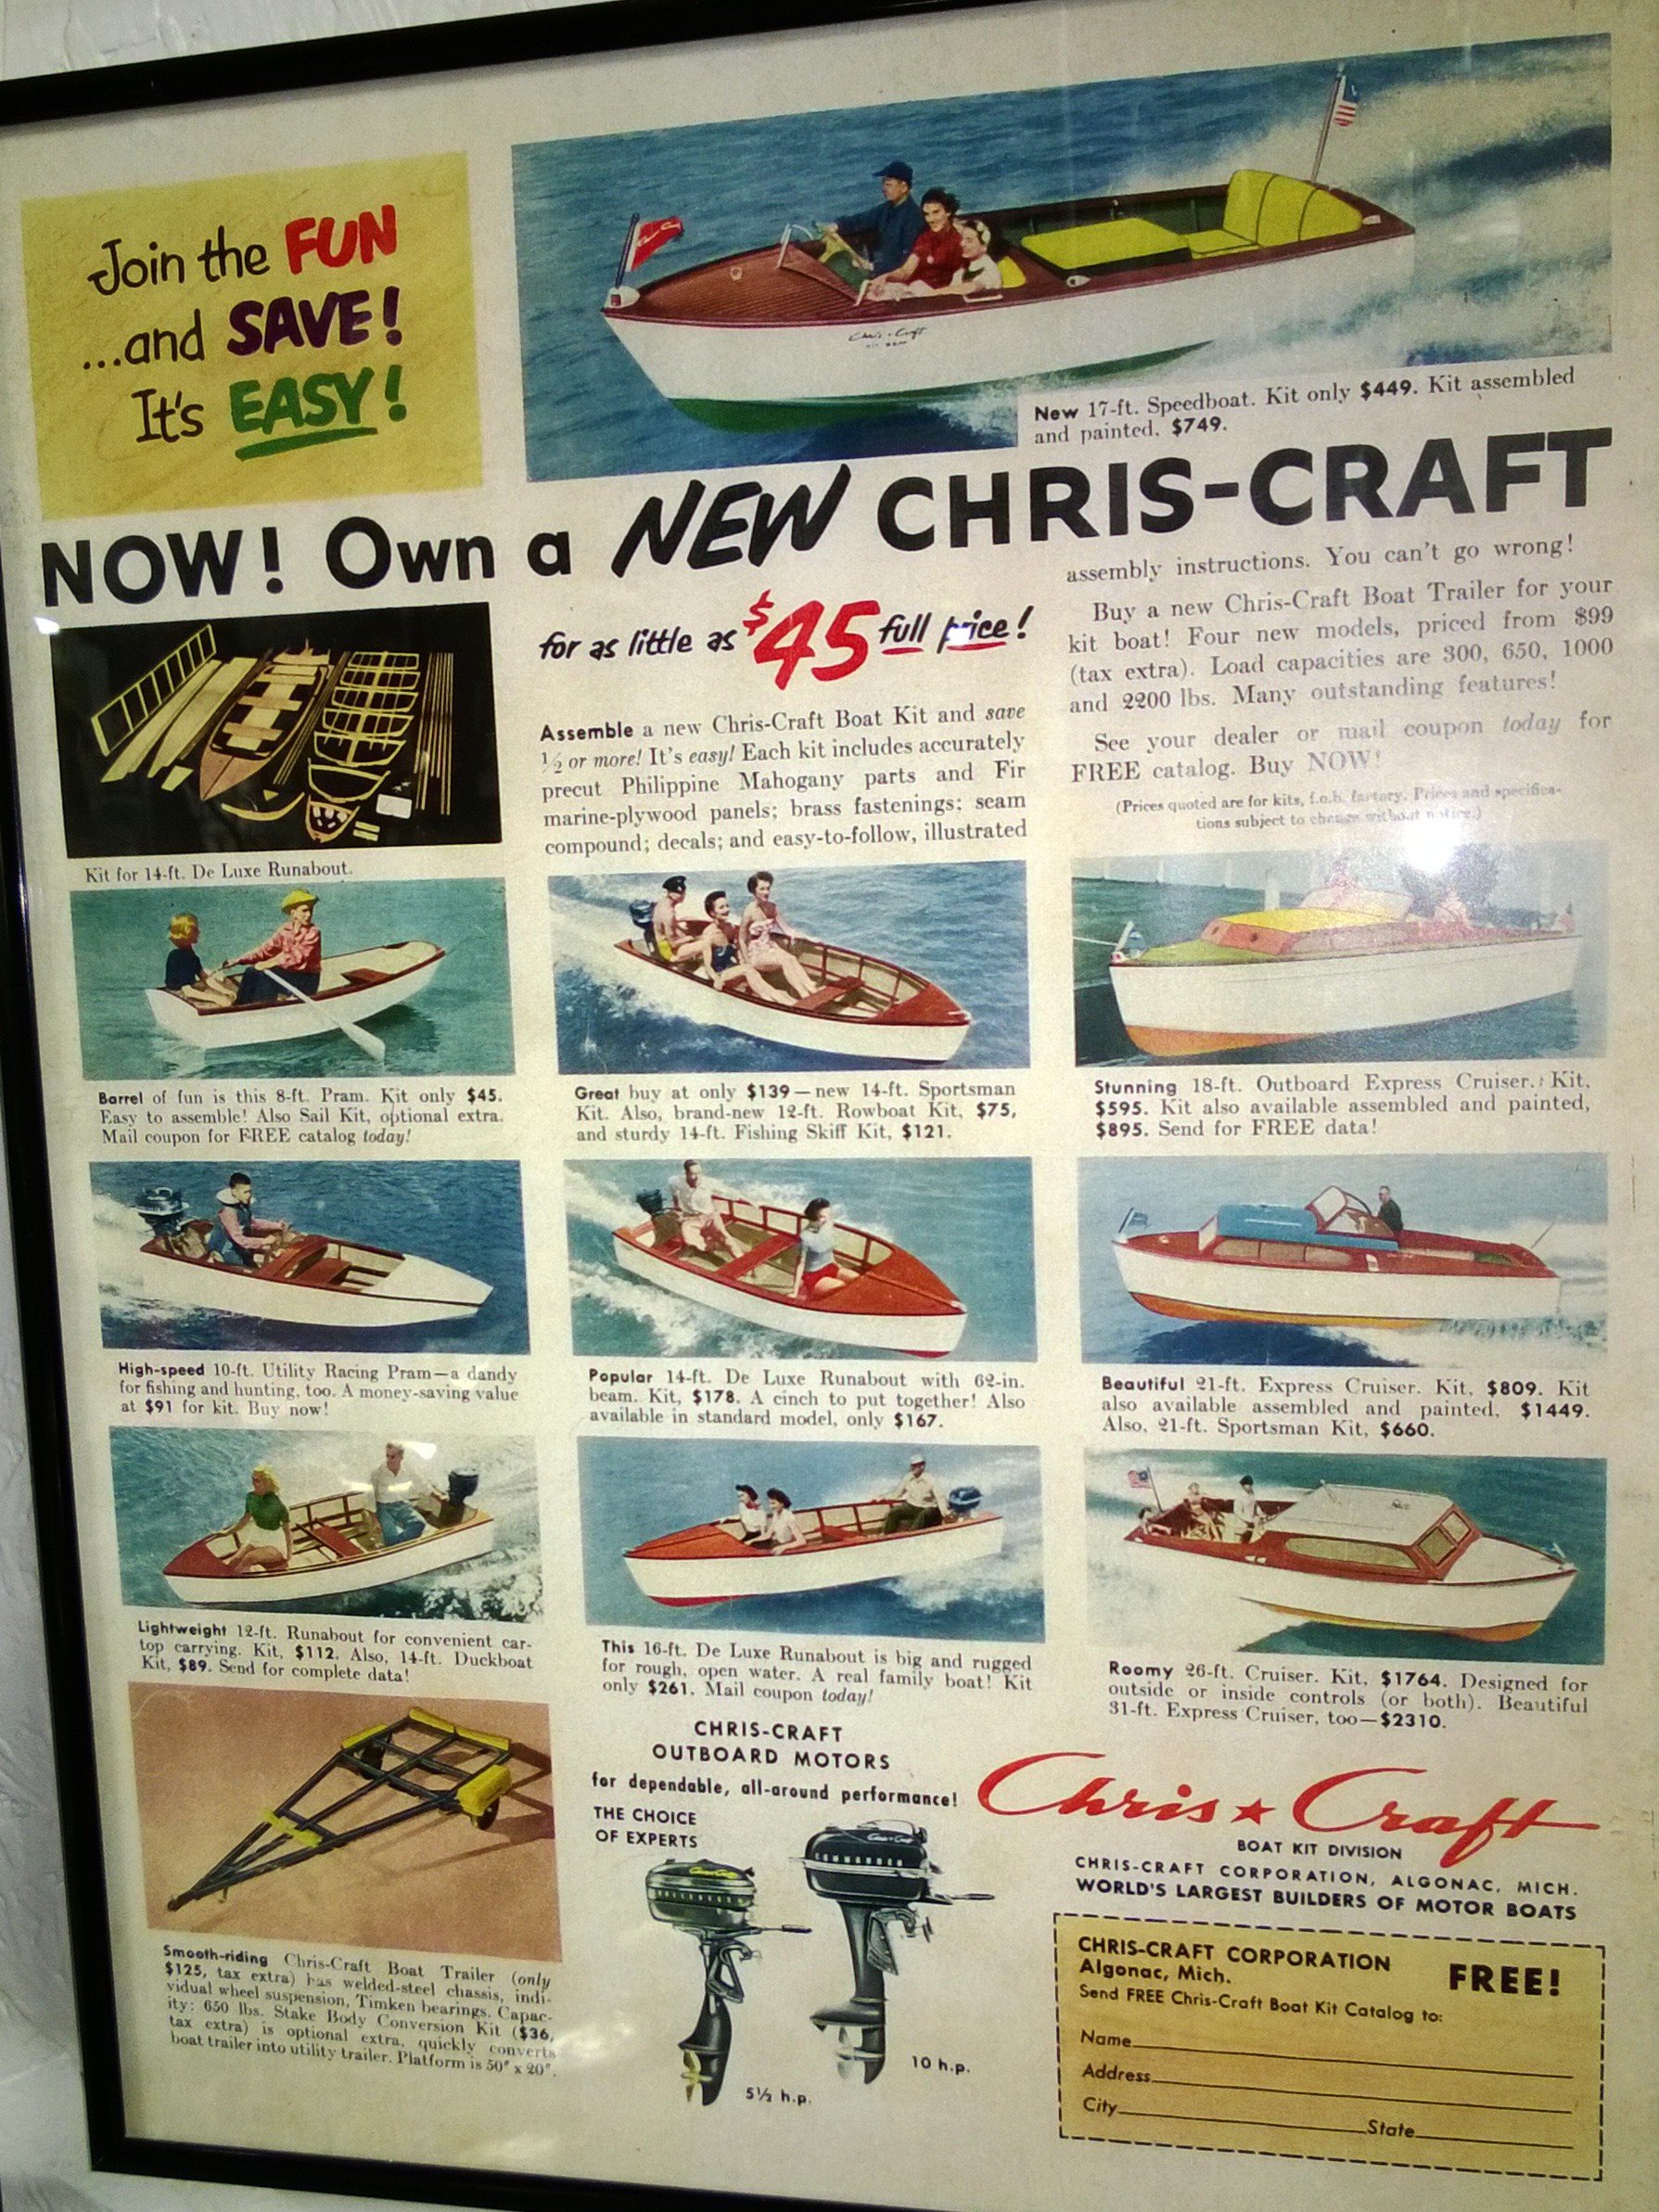 Join the FUN
...and SAVE!
It's EASY!
Chris-Craft
New 17-ft. Speedboat. Kit only $449. Kit assembled
and painted, $749.
NOW! Own a NEW CHRIS-CRAFT
for as little as $45 full price!
Kit for 14-ft. De Luxe Runabout.
Assemble a new Chris-Craft Boat Kit and save
½ or more! It's easy! Each kit includes accurately
precut Philippine Mahogany parts and Fir
marine-plywood panels; brass fastenings; seam
compound; decals; and easy-to-follow, illustrated
assembly instructions. You can't go wrong!
Buy a new Chris-Craft Boat Trailer for your
kit boat! Four new models, priced from $99
(tax extra). Load capacities are 300, 650, 1000
and 2200 lbs. Many outstanding features!
See your dealer or mail coupon today for
FREE catalog. Buy NOW!
(Prices quoted are for kits, f.o.b. factory. Prices and specifica-
tions subject to change without notice.)
Barrel of fun is this 8-ft. Pram. Kit only $45.
Easy to assemble! Also Sail Kit, optional extra.
Mail coupon for FREE catalog today!
Great buy at only $139—new 14-ft. Sportsman
Kit. Also, brand-new 12-ft. Rowboat Kit, $75,
and sturdy 14-ft. Fishing Skiff Kit, $121.
Stunning 18-ft. Outboard Express Cruiser. Kit,
$595. Kit also available assembled and painted,
$895. Send for FREE data!
High-speed 10-ft. Utility Racing Pram—a dandy
for fishing and hunting, too. A money-saving value
at $91 for kit. Buy now!
Popular 14-ft. De Luxe Runabout with 62-in.
beam. Kit, $178. A cinch to put together! Also
available in standard model, only $167.
Beautiful 21-ft. Express Cruiser. Kit, $809. Kit
also available assembled and painted, $1449.
Also, 21-ft. Sportsman Kit, $660.
Lightweight 12-ft. Runabout for convenient car-
top carrying. Kit, $112. Also, 14-ft. Duckboat
Kit, $89. Send for complete data!
This 16-ft. De Luxe Runabout is big and rugged
for rough, open water. A real family boat! Kit
only $261. Mail coupon today!
Roomy 26-ft. Cruiser. Kit, $1764. Designed for
outside or inside controls (or both). Beautiful
31-ft. Express Cruiser, too—$2310.
Smooth-riding Chris-Craft Boat Trailer (only
$125, tax extra) has welded-steel chassis, indi-
vidual wheel suspension, Timken bearings. Capac-
ity: 650 lbs. Stake Body Conversion Kit ($36,
tax extra) is optional extra, quickly converts
boat trailer into utility trailer. Platform is 50" x 20".
CHRIS-CRAFT
OUTBOARD MOTORS
for dependable, all-around performance!
THE CHOICE
OF EXPERTS
Chris-Craft
Chris-Craft
COMMANDER
5½ h.p.
10 h.p.
Chris★Craft
BOAT KIT DIVISION
CHRIS-CRAFT CORPORATION, ALGONAC, MICH.
WORLD'S LARGEST BUILDERS OF MOTOR BOATS
CHRIS-CRAFT CORPORATION
Algonac, Mich.
FREE!
Send FREE Chris-Craft Boat Kit Catalog to:
Name
Address
City State